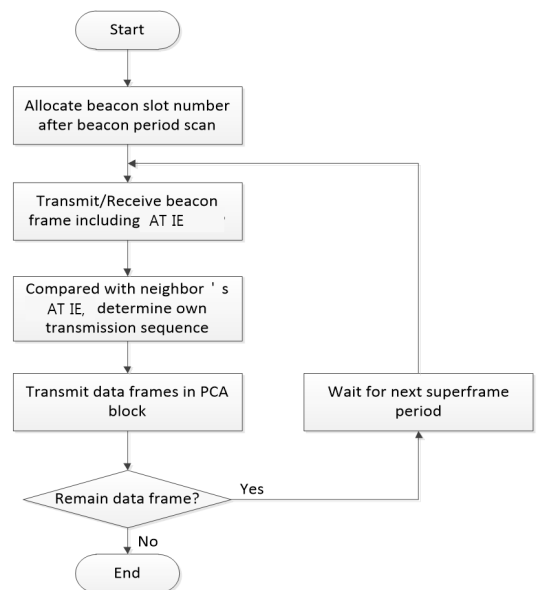 Start
Allocate beacon slot number
after beacon period scan
Transmit/Receive beacon
frame including AT IE
Compared with neighbor ' s
AT IE, determine own
transmission sequence
Transmit data frames in PCA
block
Wait for next superframe
period
Remain data frame?
Yes
No
End